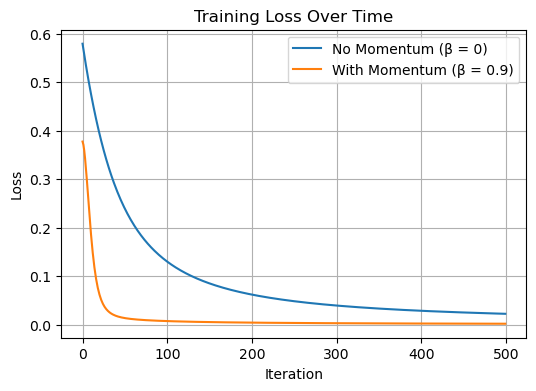 Training Loss Over Time
No Momentum (β = 0)
With Momentum (β = 0.9)
Loss
0.6
0.5
0.4
0.3
0.2
0.1
0.0
0 100 200 300 400 500
Iteration